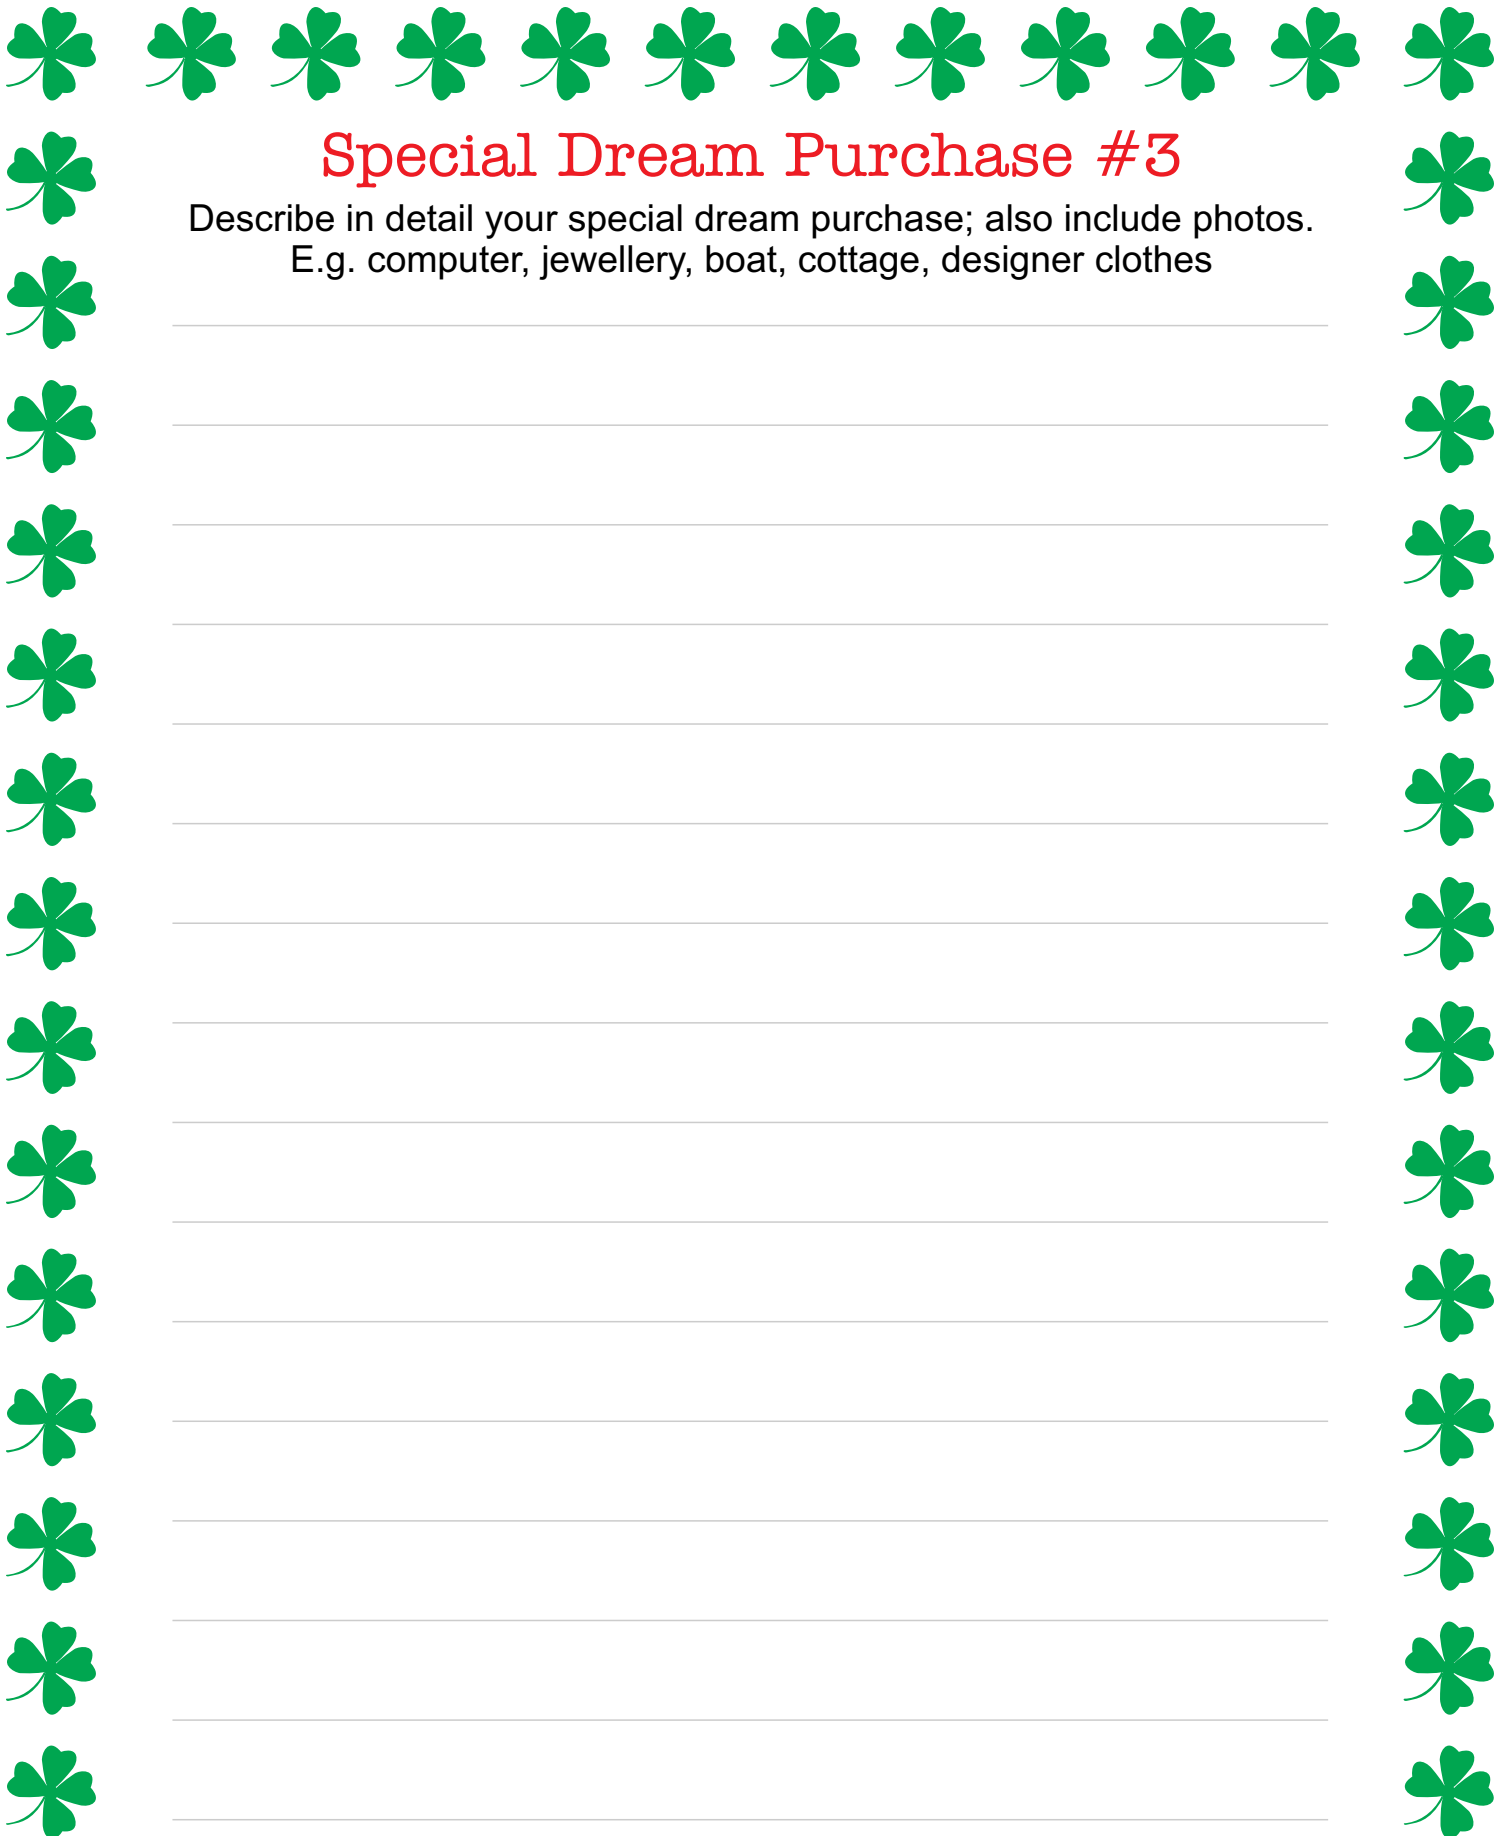 Special Dream Purchase #3
Describe in detail your special dream purchase; also include photos.
E.g. computer, jewellery, boat, cottage, designer clothes